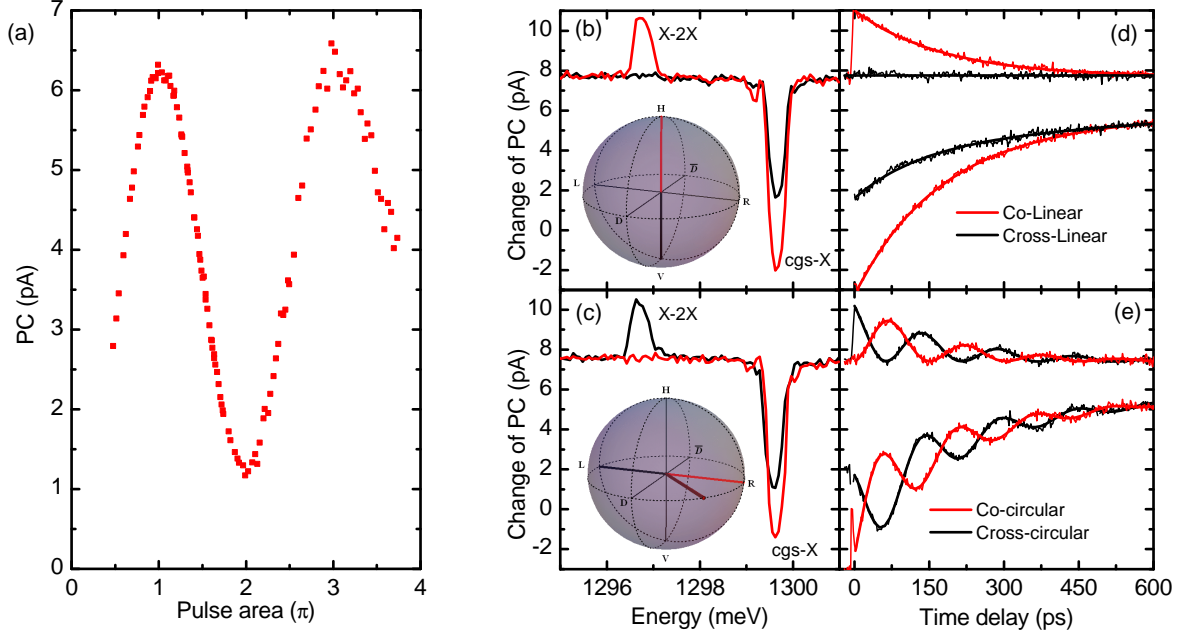 (a)
7
6
5
4
3
2
1
0
PC (pA)
0 1 2 3 4
Pulse area (π)
(b)
X-2X
10
8
6
4
2
0
-2
Change of PC (pA)
H
L
D̅
D
R
V
cgs-X
(d)
Co-Linear
Cross-Linear
(c)
X-2X
10
8
6
4
2
0
-2
Change of PC (pA)
H
L
D̅
D
R
V
cgs-X
1296 1298 1300
Energy (meV)
(e)
Co-circular
Cross-circular
0 150 300 450 600
Time delay (ps)